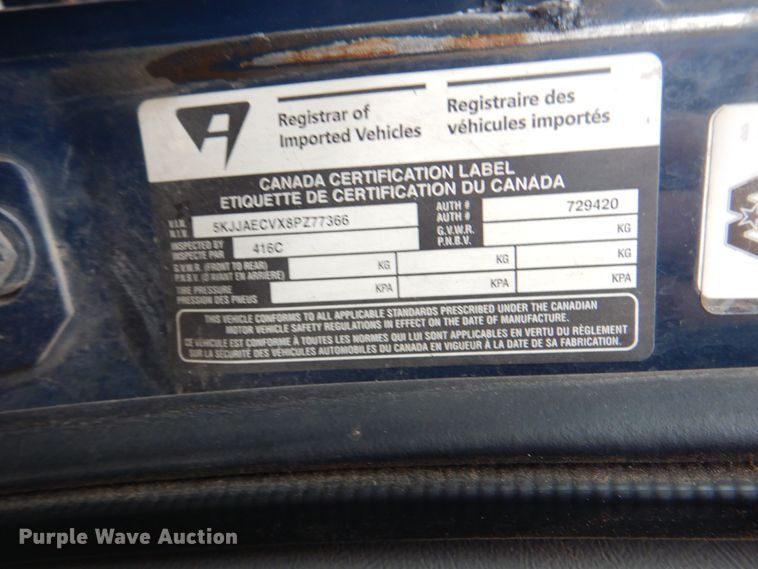 Registrar of
Imported Vehicles
Registraire des
véhicules importés
CANADA CERTIFICATION LABEL
ETIQUETTE DE CERTIFICATION DU CANADA
V.I.N.
N.I.V.
5KJJAECVX8PZ77366
AUTH #
AUTH #
729420
INSPECTED BY
INSPECTE PAR
416C
G.V.W.R.
P.N.B.V.
KG
G.V.W.R. (FRONT TO REAR)
P.N.B.V. (D AVANT EN ARRIERE)
KG KG KG
TIRE PRESSURE
PRESSION DES PNEUS
KPA KPA KPA
THIS VEHICLE CONFORMS TO ALL APPLICABLE STANDARDS PRESCRIBED UNDER THE CANADIAN
MOTOR VEHICLE SAFETY REGULATIONS IN EFFECT ON THE DATE OF MANUFACTURE.
CE VÉHICULE EST CONFORME À TOUTES LES NORMES QUI LUI SONT APPLICABLES EN VERTU DU RÈGLEMENT
SUR LA SÉCURITÉ DES VÉHICULES AUTOMOBILES DU CANADA EN VIGUEUR À LA DATE DE SA FABRICATION.
Purple Wave Auction